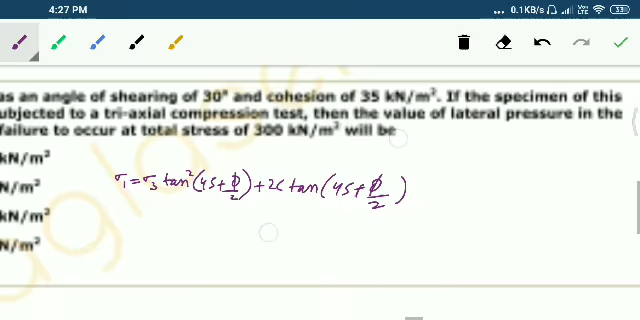 4:27 PM ... 0.1KB/s 33
as an angle of shearing of 30° and cohesion of 35 kN/m². If the specimen of this
ubjected to a tri-axial compression test, then the value of lateral pressure in the
failure to occur at total stress of 300 kN/m² will be
kN/m²
N/m²
kN/m²
N/m²
σ₁ = σ₃ tan²(45+φ/2) + 2c tan(45+φ/2)